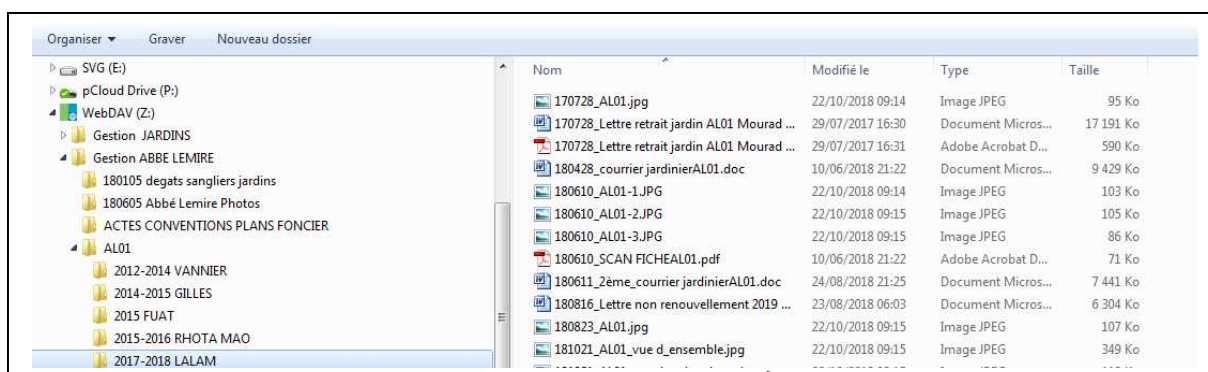 Organiser Graver Nouveau dossier
SVG (E:)
pCloud Drive (P:)
WebDAV (Z:)
Gestion JARDINS
Gestion ABBE LEMIRE
180105 degats sangliers jardins
180605 Abbé Lemire Photos
ACTES CONVENTIONS PLANS FONCIER
AL01
2012-2014 VANNIER
2014-2015 GILLES
2015 FUAT
2015-2016 RHOTA MAO
2017-2018 LALAM
Nom Modifié le Type Taille
170728_AL01.jpg 22/10/2018 09:14 Image JPEG 95 Ko
170728_Lettre retrait jardin AL01 Mourad ... 29/07/2017 16:30 Document Micros... 17 191 Ko
170728_Lettre retrait jardin AL01 Mourad ... 29/07/2017 16:31 Adobe Acrobat D... 590 Ko
180428_courrier jardinierAL01.doc 10/06/2018 21:22 Document Micros... 9 429 Ko
180610_AL01-1.JPG 22/10/2018 09:14 Image JPEG 103 Ko
180610_AL01-2.JPG 22/10/2018 09:15 Image JPEG 105 Ko
180610_AL01-3.JPG 22/10/2018 09:15 Image JPEG 86 Ko
180610_SCAN FICHEAL01.pdf 10/06/2018 21:22 Adobe Acrobat D... 71 Ko
180611_2ème_courrier jardinierAL01.doc 24/08/2018 21:25 Document Micros... 7 441 Ko
180816_Lettre non renouvellement 2019 ... 23/08/2018 06:03 Document Micros... 6 304 Ko
180823_AL01.jpg 22/10/2018 09:15 Image JPEG 107 Ko
181021_AL01_vue d_ensemble.jpg 22/10/2018 09:15 Image JPEG 349 Ko